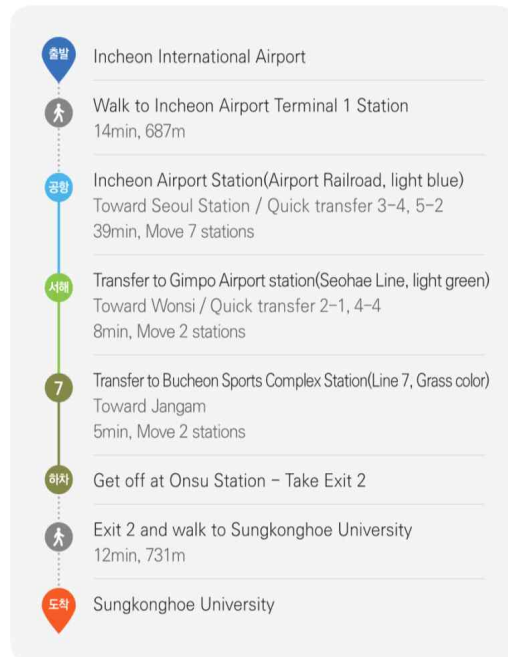 출발
Incheon International Airport
Walk to Incheon Airport Terminal 1 Station
14min, 687m
공항
Incheon Airport Station(Airport Railroad, light blue)
Toward Seoul Station / Quick transfer 3-4, 5-2
39min, Move 7 stations
서해
Transfer to Gimpo Airport station(Seohae Line, light green)
Toward Wonsi / Quick transfer 2-1, 4-4
8min, Move 2 stations
7
Transfer to Bucheon Sports Complex Station(Line 7, Grass color)
Toward Jangam
5min, Move 2 stations
하차
Get off at Onsu Station - Take Exit 2
Exit 2 and walk to Sungkonghoe University
12min, 731m
도착
Sungkonghoe University